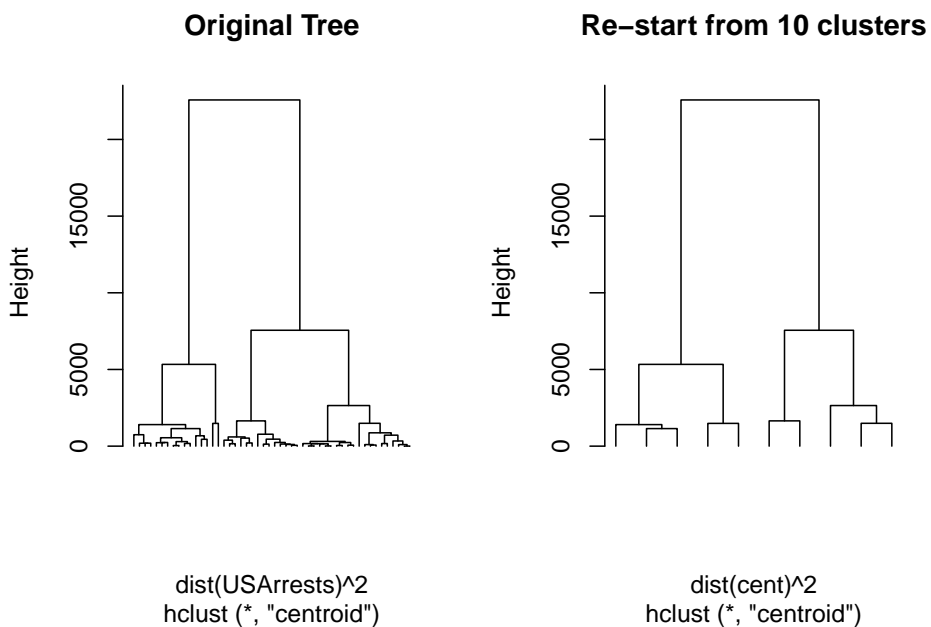 Original Tree
Height
0
5000
15000
dist(USArrests)^2
hclust (*, "centroid")
Re−start from 10 clusters
Height
0
5000
15000
dist(cent)^2
hclust (*, "centroid")